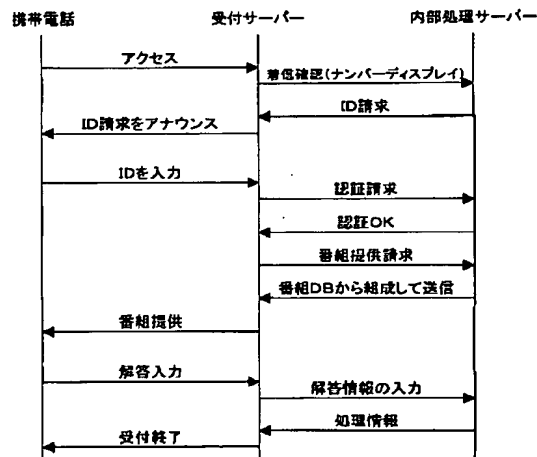 携帯電話 受付サーバー 内部処理サーバー
アクセス
着信確認(ナンバーディスプレイ)
ID請求
ID請求をアナウンス
IDを入力
認証請求
認証OK
番組提供請求
番組DBから組成して送信
番組提供
解答入力
解答情報の入力
処理情報
受付終了